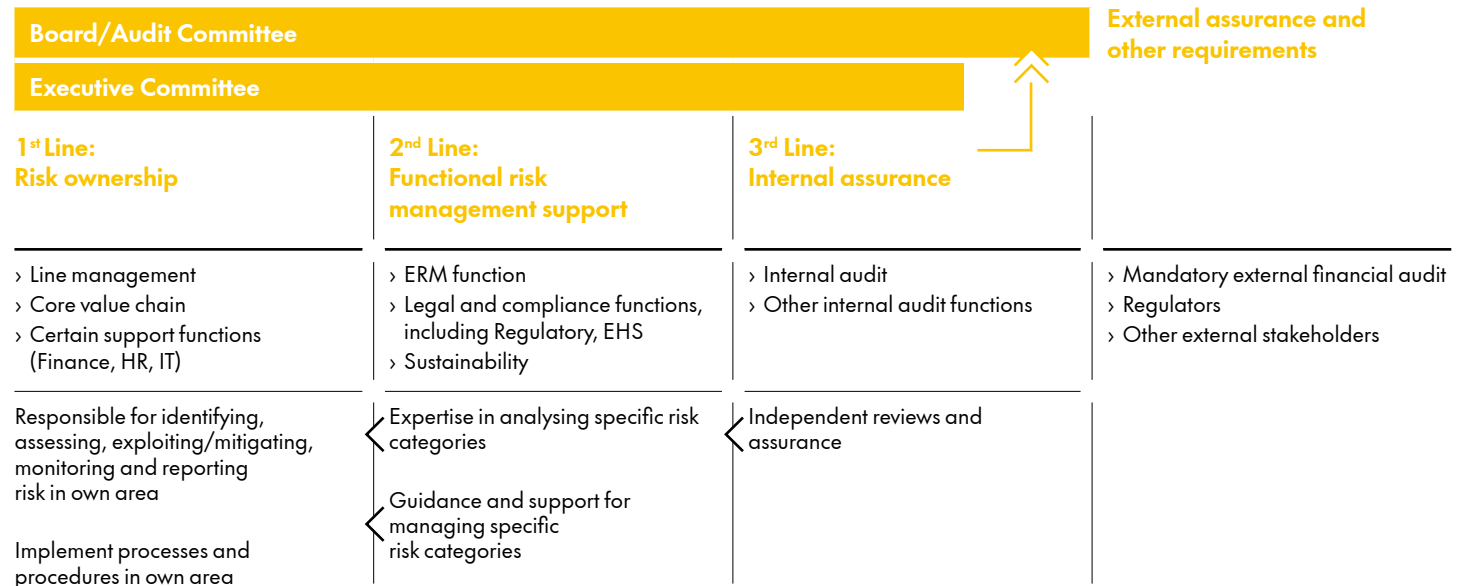 Board/Audit Committee
Executive Committee
External assurance and
other requirements
1st Line:
Risk ownership
2nd Line:
Functional risk
management support
3rd Line:
Internal assurance
› Line management
› Core value chain
› Certain support functions
(Finance, HR, IT)
› ERM function
› Legal and compliance functions,
including Regulatory, EHS
› Sustainability
› Internal audit
› Other internal audit functions
› Mandatory external financial audit
› Regulators
› Other external stakeholders
Responsible for identifying,
assessing, exploiting/mitigating,
monitoring and reporting
risk in own area
Implement processes and
procedures in own area
Expertise in analysing specific risk
categories
Guidance and support for
managing specific
risk categories
Independent reviews and
assurance